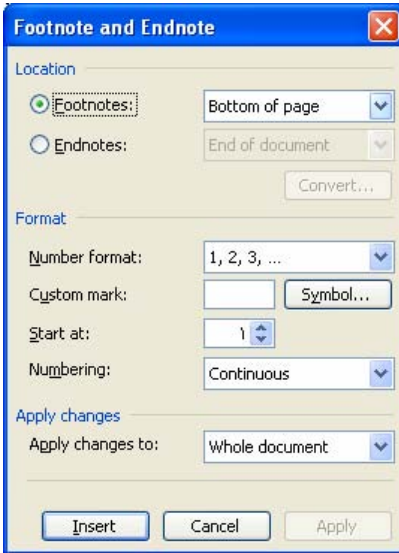 Footnote and Endnote
Location
Footnotes: Bottom of page
Endnotes: End of document
Convert...
Format
Number format: 1, 2, 3, ...
Custom mark: Symbol...
Start at: ١
Numbering: Continuous
Apply changes
Apply changes to: Whole document
Insert Cancel Apply